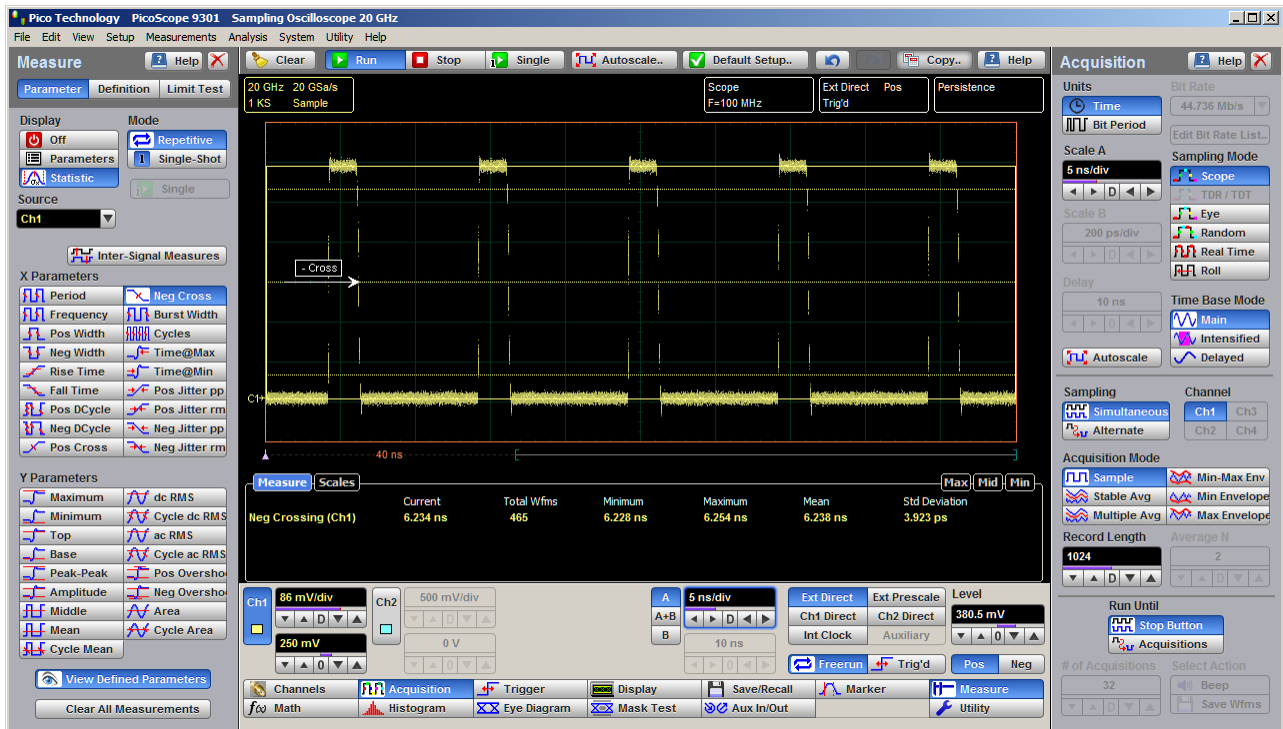 Pico Technology PicoScope 9301 Sampling Oscilloscope 20 GHz
File Edit View Setup Measurements Analysis System Utility Help
Measure Help
Parameter Definition Limit Test
Display Mode
Off Repetitive
Parameters Single-Shot
Statistic
Single
Source
Ch1
Inter-Signal Measures
X Parameters
Period Neg Cross
Frequency Burst Width
Pos Width Cycles
Neg Width Time@Max
Rise Time Time@Min
Fall Time Pos Jitter pp
Pos DCycle Pos Jitter rm
Neg DCycle Neg Jitter pp
Pos Cross Neg Jitter rm
Y Parameters
Maximum dc RMS
Minimum Cycle dc RMS
Top ac RMS
Base Cycle ac RMS
Peak-Peak Pos Oversho
Amplitude Neg Oversho
Middle Area
Mean Cycle Area
Cycle Mean
View Defined Parameters
Clear All Measurements
Clear Run Stop Single Autoscale.. Default Setup.. Copy.. Help
20 GHz 20 GSa/s
1 KS Sample
Scope
F=100 MHz
Ext Direct Pos
Trig'd
Persistence
- Cross
C1
40 ns
Measure Scales Max Mid Min
Current Total Wfms Minimum Maximum Mean Std Deviation
Neg Crossing (Ch1) 6.234 ns 465 6.228 ns 6.254 ns 6.238 ns 3.923 ps
Ch1 86 mV/div Ch2 500 mV/div
D D
250 mV 0 V
0 0
A 5 ns/div
A+B D
B 10 ns
0
Ext Direct Ext Prescale Level
Ch1 Direct Ch2 Direct 380.5 mV
Int Clock Auxiliary 0
Freerun Trig'd Pos Neg
Channels Acquisition Trigger Display Save/Recall Marker Measure
f(x) Math Histogram Eye Diagram Mask Test Aux In/Out Utility
Acquisition Help
Units Bit Rate
Time 44.736 Mb/s
Bit Period Edit Bit Rate List..
Scale A Sampling Mode
5 ns/div Scope
D TDR / TDT
Scale B Eye
200 ps/div Random
D Real Time
Roll
Delay
10 ns Time Base Mode
0 Main
Intensified
Autoscale Delayed
Sampling Channel
Simultaneous Ch1 Ch3
Alternate Ch2 Ch4
Acquisition Mode
Sample Min-Max Env
Stable Avg Min Envelope
Multiple Avg Max Envelope
Record Length Average N
1024 2
D D
Run Until
Stop Button
Acquisitions
# of Acquisitions Select Action
32 Beep
D Save Wfms